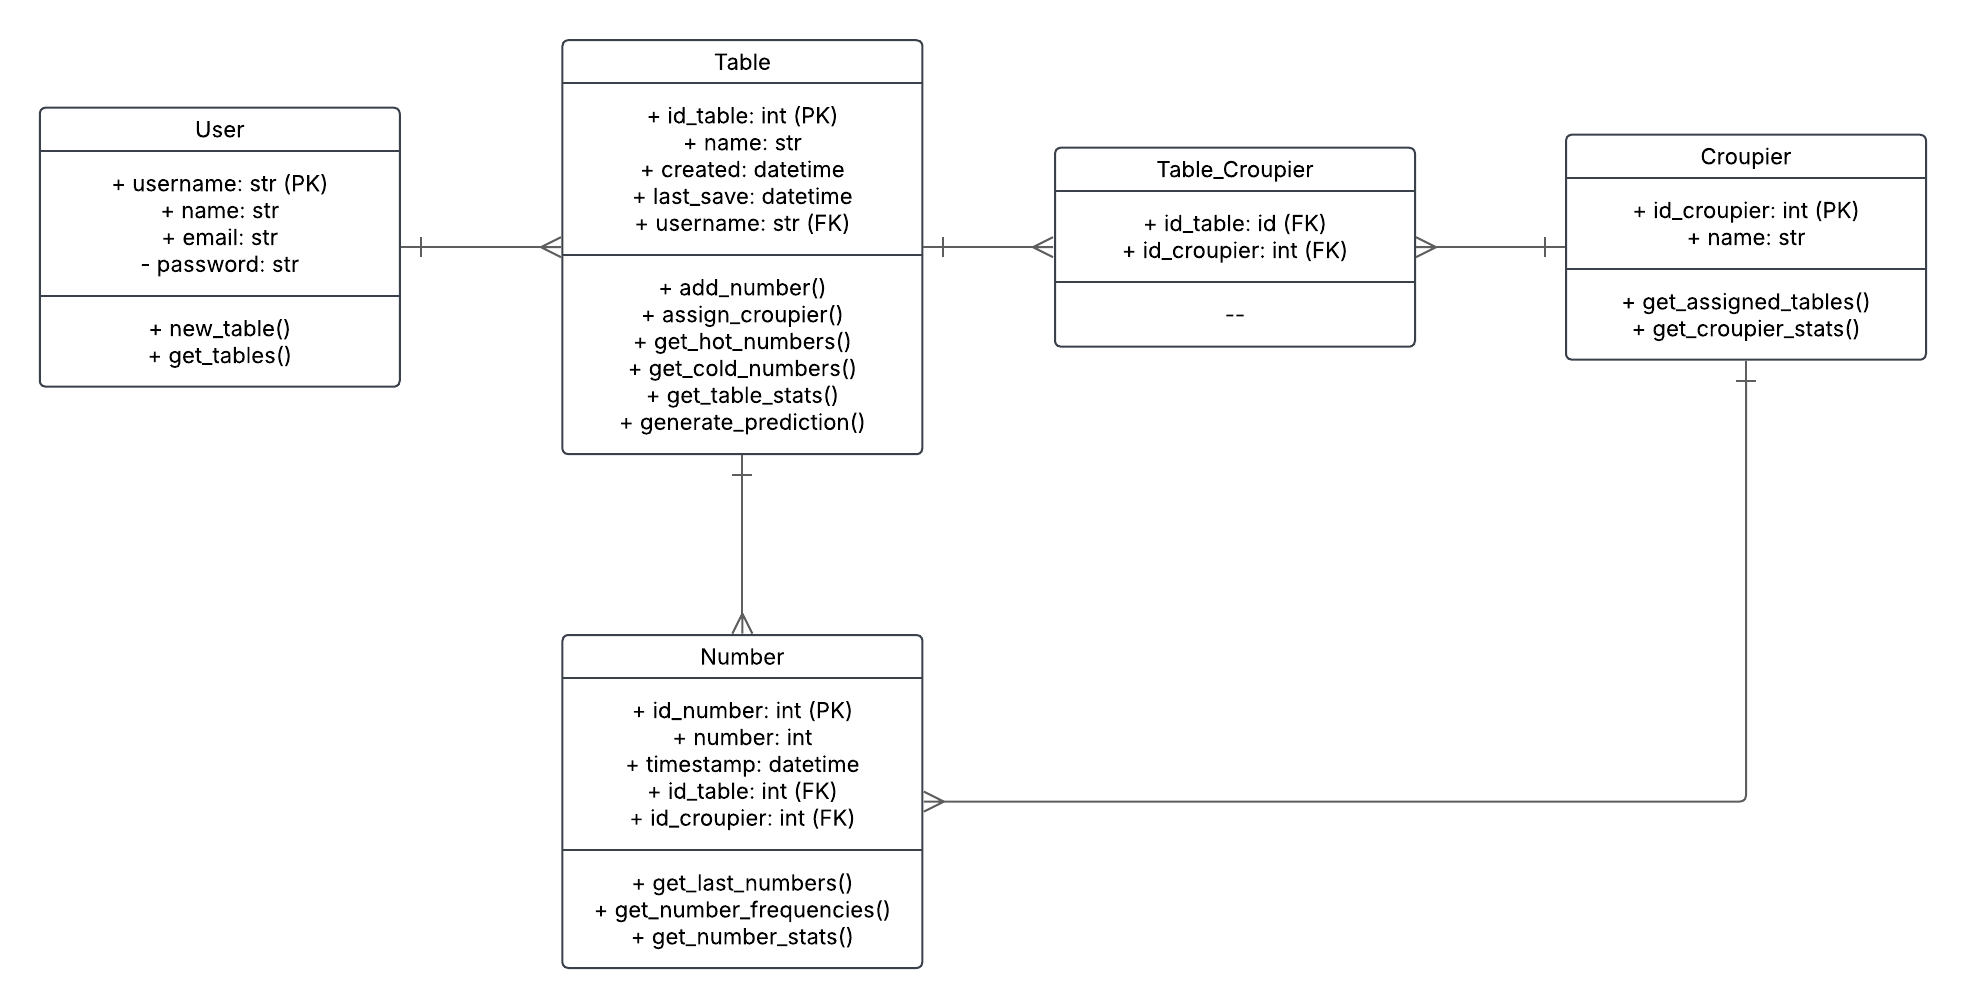 User
+ username: str (PK)
+ name: str
+ email: str
- password: str
+ new_table()
+ get_tables()
Table
+ id_table: int (PK)
+ name: str
+ created: datetime
+ last_save: datetime
+ username: str (FK)
+ add_number()
+ assign_croupier()
+ get_hot_numbers()
+ get_cold_numbers()
+ get_table_stats()
+ generate_prediction()
Table_Croupier
+ id_table: id (FK)
+ id_croupier: int (FK)
--
Croupier
+ id_croupier: int (PK)
+ name: str
+ get_assigned_tables()
+ get_croupier_stats()
Number
+ id_number: int (PK)
+ number: int
+ timestamp: datetime
+ id_table: int (FK)
+ id_croupier: int (FK)
+ get_last_numbers()
+ get_number_frequencies()
+ get_number_stats()